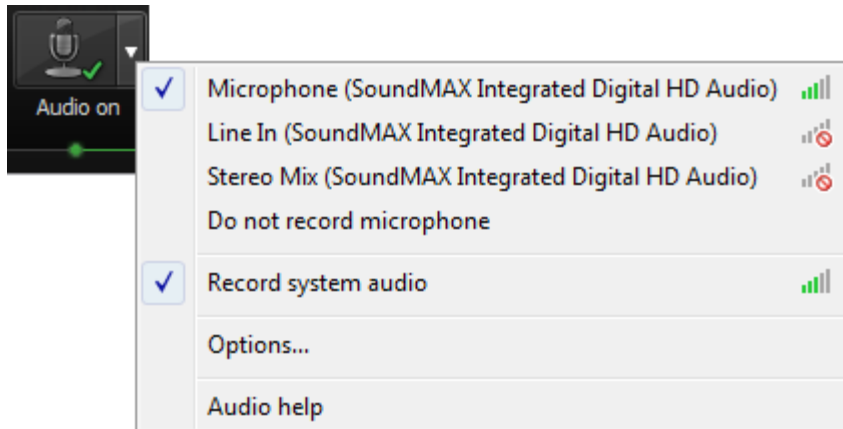 Audio on
Microphone (SoundMAX Integrated Digital HD Audio)
Line In (SoundMAX Integrated Digital HD Audio)
Stereo Mix (SoundMAX Integrated Digital HD Audio)
Do not record microphone
Record system audio
Options...
Audio help